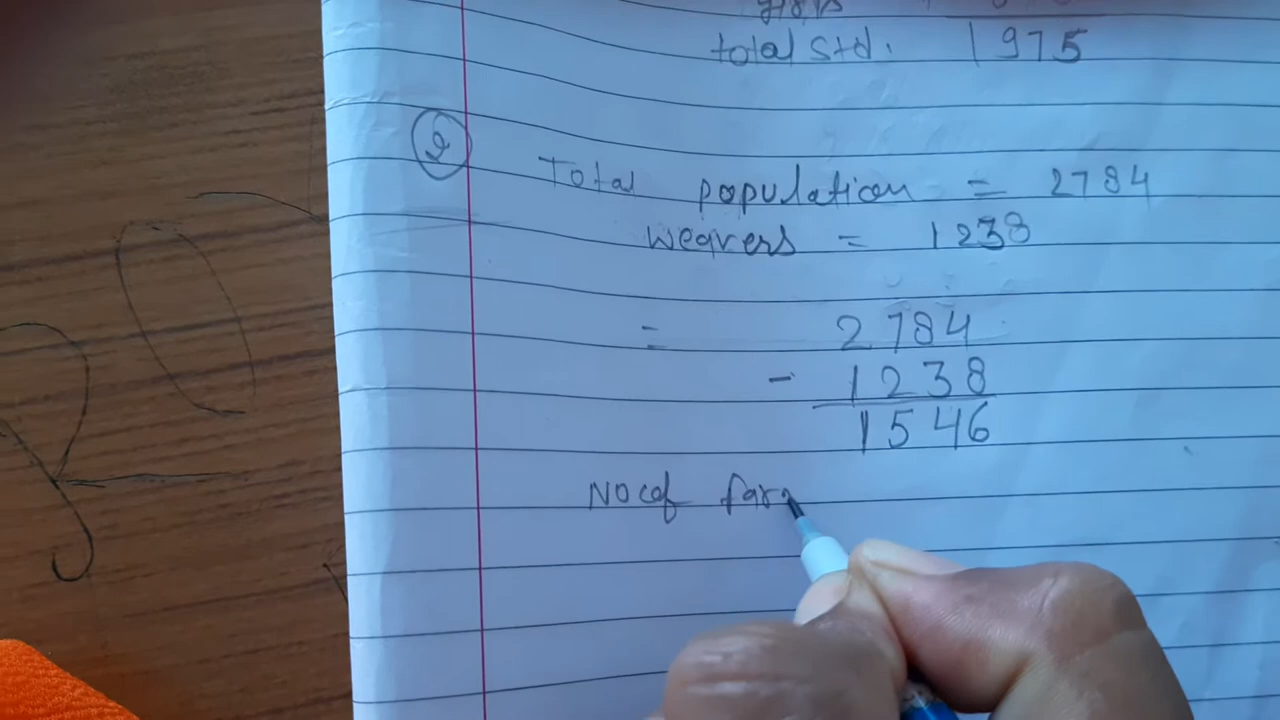 total std. 1975
2
Total population = 2784
weavers = 1238
= 2784
- 1238
1546
No of far